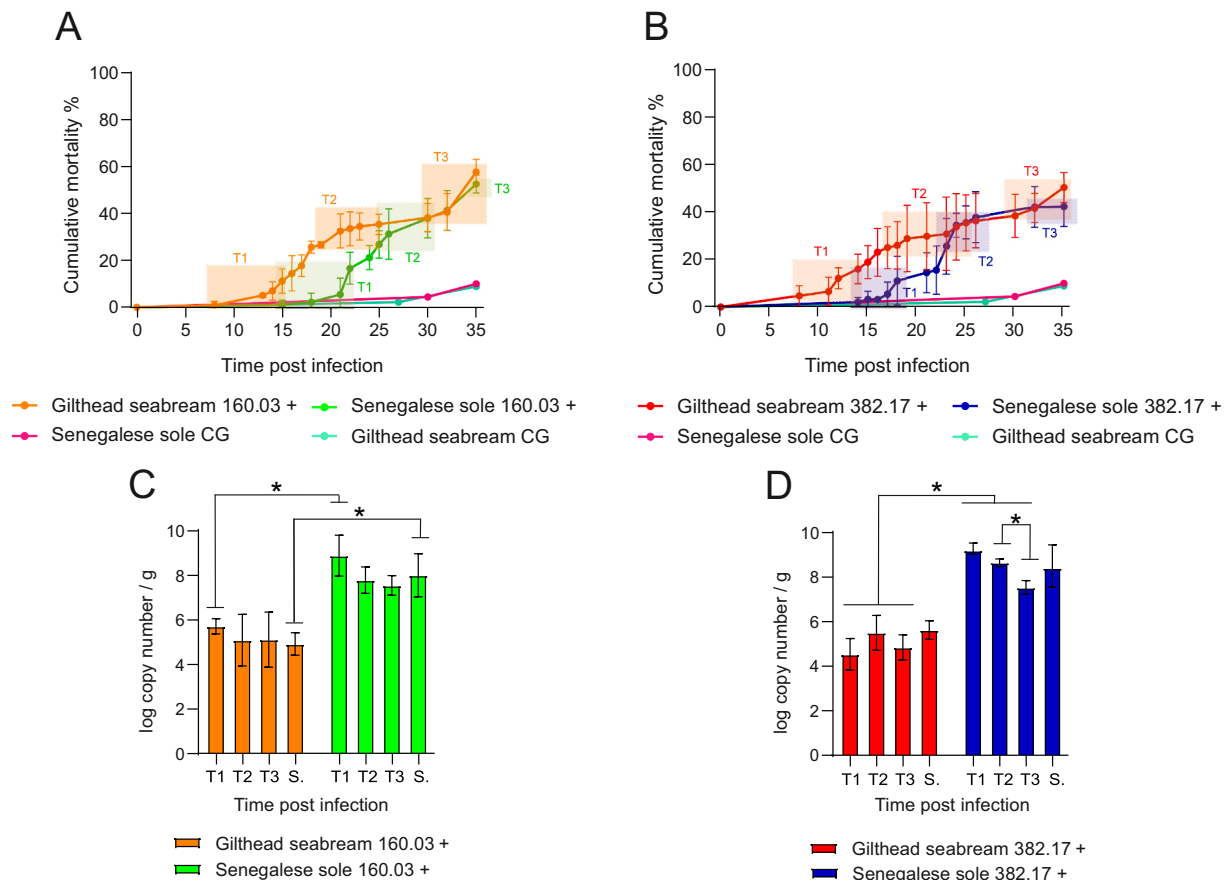 A
Cumulative mortality %
100
80
60
40
20
0
T1
T2
T3
T1
T2
T3
0 5 10 15 20 25 30 35
Time post infection
Gilthead seabream 160.03 +
Senegalese sole 160.03 +
Senegalese sole CG
Gilthead seabream CG
B
Cumulative mortality %
100
80
60
40
20
0
T1
T2
T3
T1
T2
T3
0 5 10 15 20 25 30 35
Time post infection
Gilthead seabream 382.17 +
Senegalese sole 382.17 +
Senegalese sole CG
Gilthead seabream CG
C
log copy number / g
10
8
6
4
2
0
*
*
T1 T2 T3 S. T1 T2 T3 S.
Time post infection
Gilthead seabream 160.03 +
Senegalese sole 160.03 +
D
log copy number / g
10
8
6
4
2
0
*
*
T1 T2 T3 S. T1 T2 T3 S.
Time post infection
Gilthead seabream 382.17 +
Senegalese sole 382.17 +